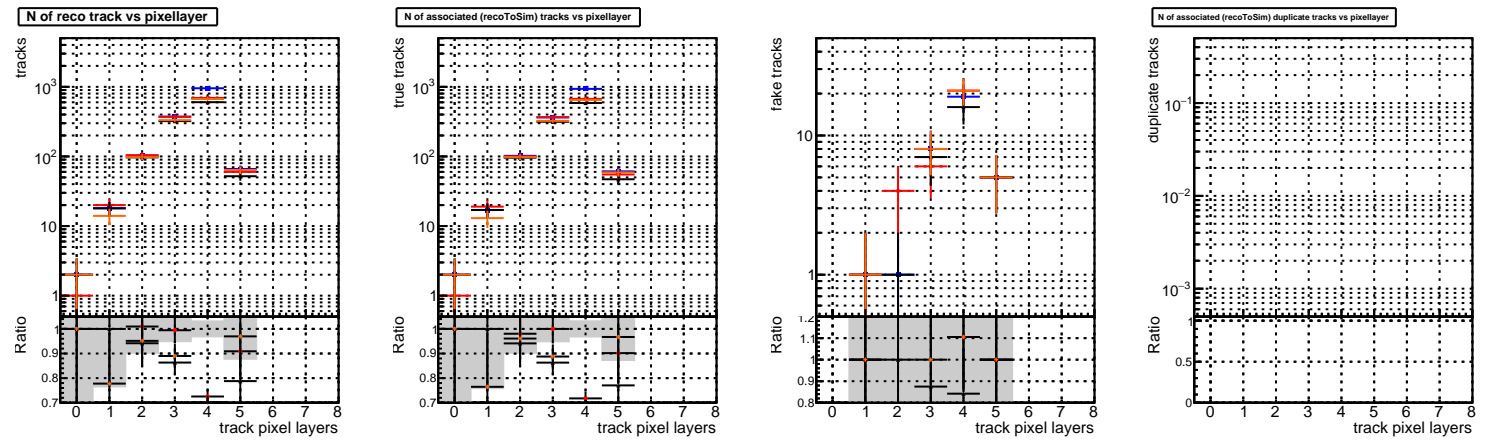 N of reco track vs pixellayer
tracks
10³
10²
10
1
Ratio
1
0.9
0.8
0.7
0 1 2 3 4 5 6 7 8
track pixel layers
N of associated (recoToSim) tracks vs pixellayer
true tracks
10³
10²
10
1
Ratio
1
0.9
0.8
0.7
0 1 2 3 4 5 6 7 8
track pixel layers
fake tracks
10
1
Ratio
1.2
1.1
1
0.9
0.8
0 1 2 3 4 5 6 7 8
track pixel layers
N of associated (recoToSim) duplicate tracks vs pixellayer
duplicate tracks
10⁻¹
10⁻²
10⁻³
Ratio
1
0.5
0
0 1 2 3 4 5 6 7 8
track pixel layers